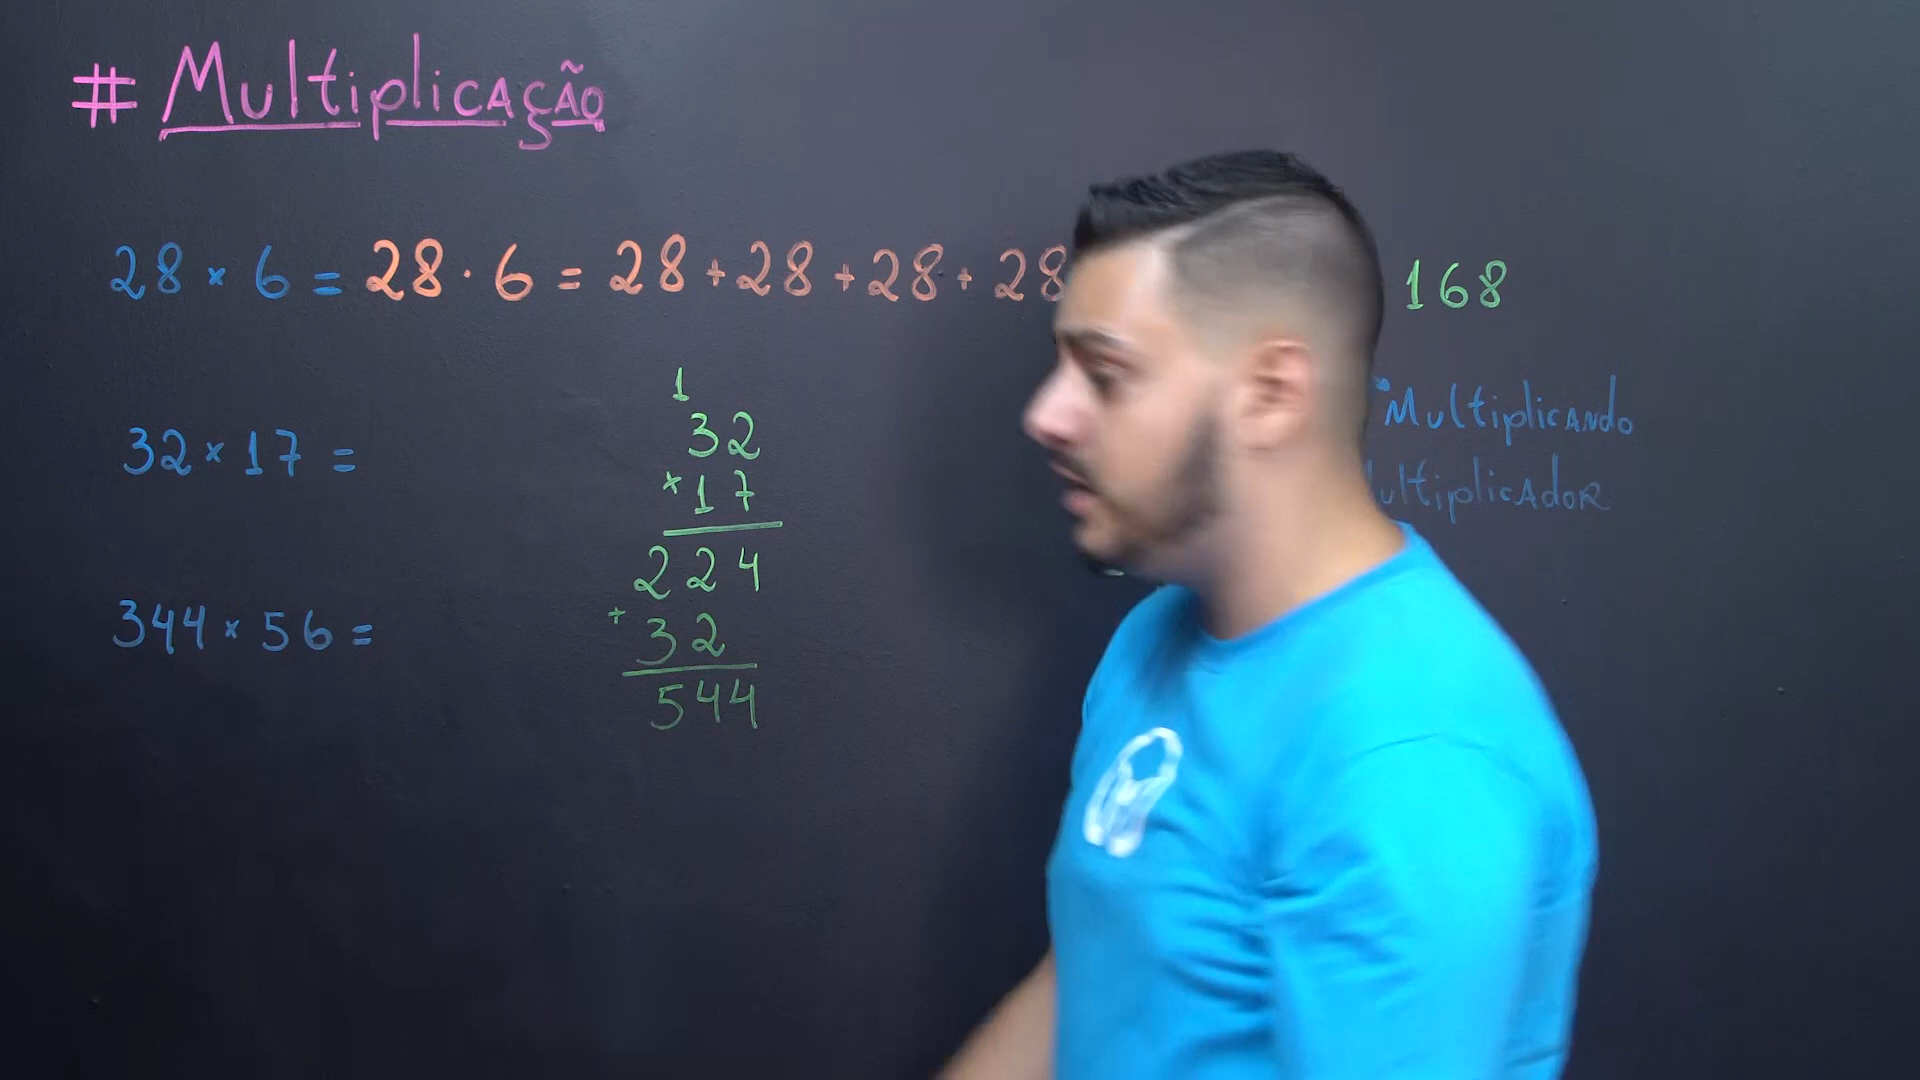 # Multiplicação
28 × 6 = 28 · 6 = 28 + 28 + 28 + 28 168
32 × 17 =
344 × 56 =
1
32
× 17
224
+ 32
544
Multiplicando
ultiplicador